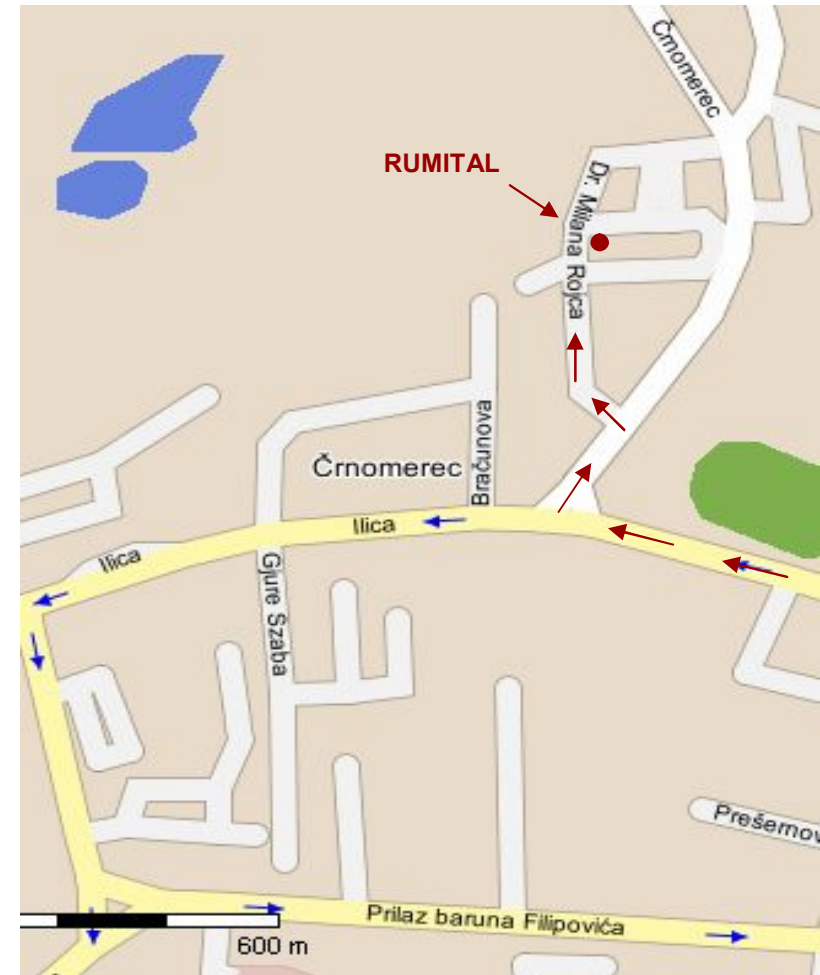 Črnomerec
RUMITAL
Dr. Milana Rojca
Bračunova
Črnomerec
Ilica
Ilica
Gjure Szaba
Prešernov
Prilaz baruna Filipovića
600 m